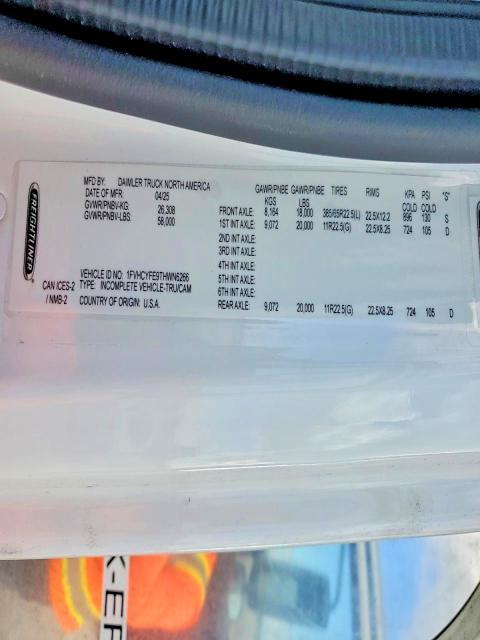 FREIGHTLINER
MFD BY: DAIMLER TRUCK NORTH AMERICA
DATE OF MFR: 04/25
GVWR/PNBV-KG: 26,308
GVWR/PNBV-LBS: 58,000
VEHICLE ID NO: 1FVHCYFE9THWN6266
CAN ICES-2 TYPE: INCOMPLETE VEHICLE-TRU/CAM
/ NMB-2 COUNTRY OF ORIGIN: U.S.A.
GAWR/PNBE GAWR/PNBE TIRES RIMS KPA PSI "S"
KGS LBS COLD COLD
FRONT AXLE: 8,164 18,000 385/65R22.5(L) 22.5X12.2 896 130 S
1ST INT AXLE: 9,072 20,000 11R22.5(G) 22.5X8.25 724 105 D
2ND INT AXLE:
3RD INT AXLE:
4TH INT AXLE:
5TH INT AXLE:
6TH INT AXLE:
REAR AXLE: 9,072 20,000 11R22.5(G) 22.5X8.25 724 105 D
K-ER